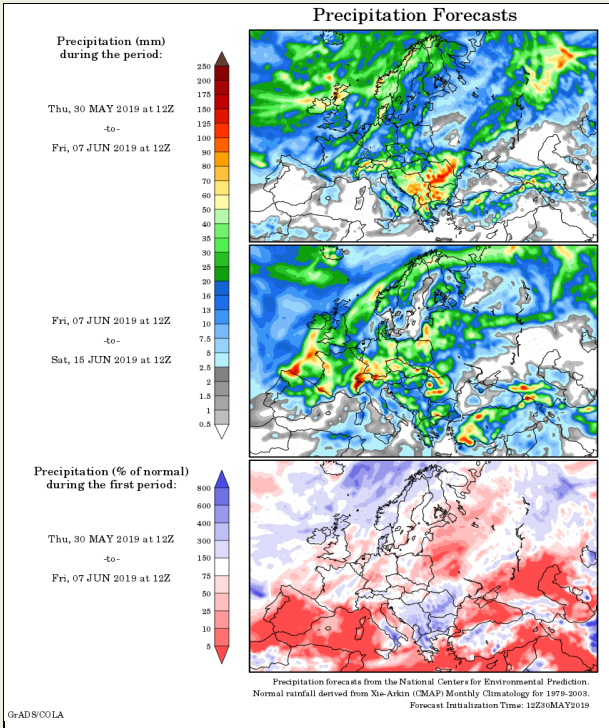 Precipitation Forecasts
Precipitation (mm)
during the period:
Thu, 30 MAY 2019 at 12Z
-to-
Fri, 07 JUN 2019 at 12Z
250
200
175
150
125
100
90
80
70
60
50
40
35
30
25
20
16
13
10
7.5
5
2.5
2
1.5
1
0.5
Fri, 07 JUN 2019 at 12Z
-to-
Sat, 15 JUN 2019 at 12Z
Precipitation (% of normal)
during the first period:
Thu, 30 MAY 2019 at 12Z
-to-
Fri, 07 JUN 2019 at 12Z
800
600
400
300
150
75
50
25
10
5
Precipitation forecasts from the National Centers for Environmental Prediction.
Normal rainfall derived from Xie-Arkin (CMAP) Monthly Climatology for 1979-2003.
Forecast Initialization Time: 12Z30MAY2019
GrADS/COLA